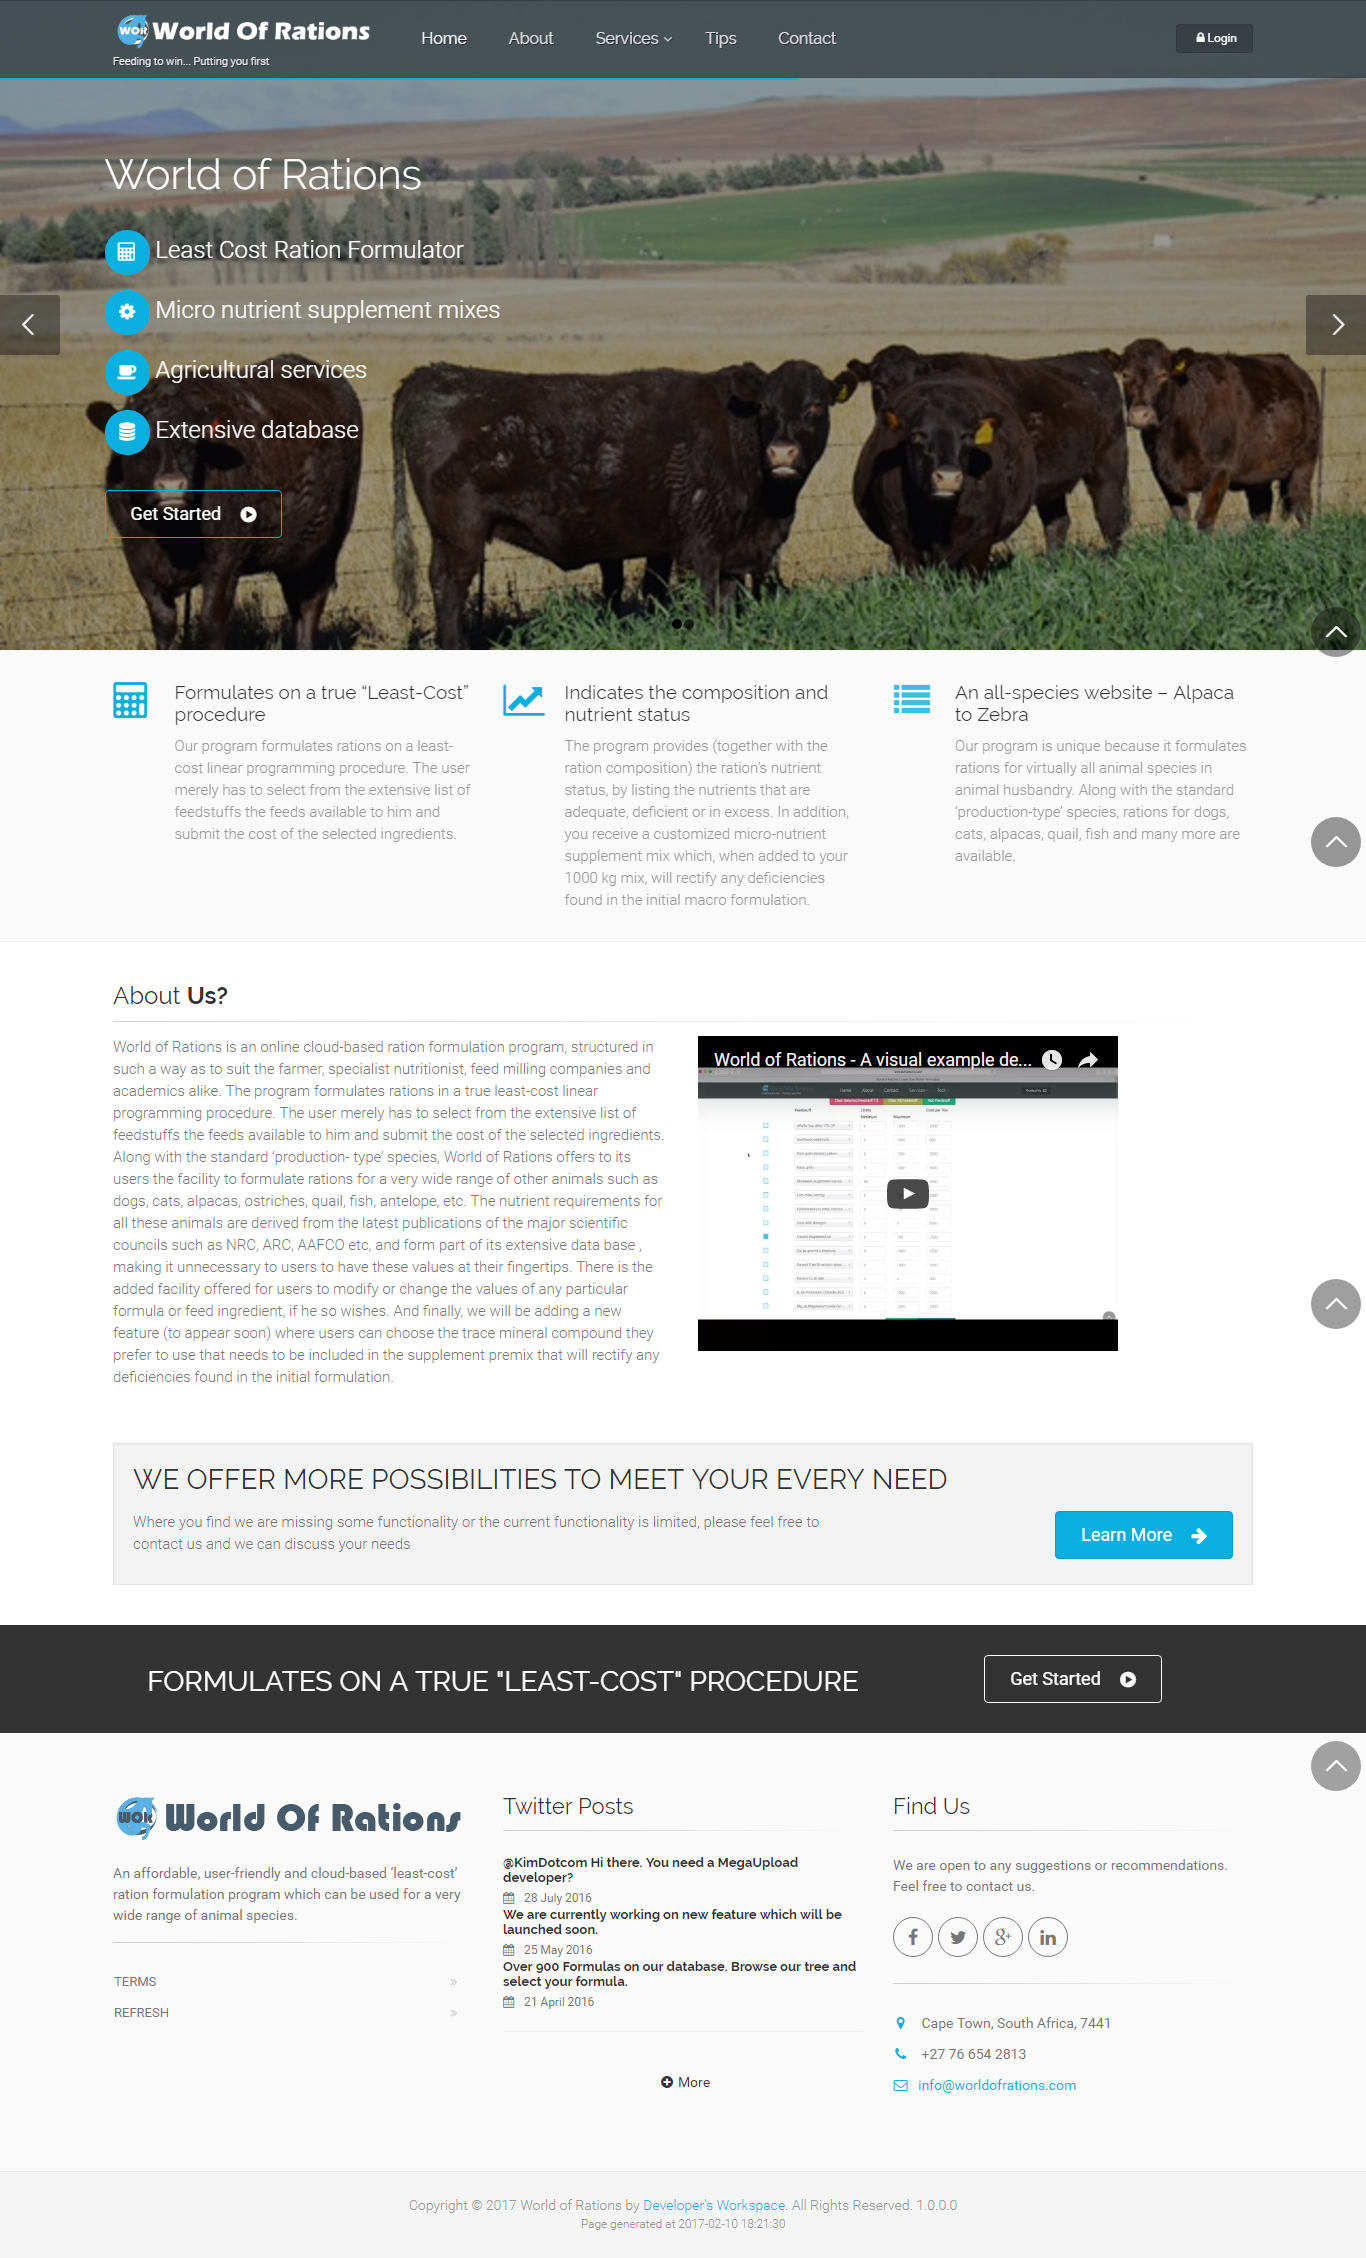 WOR World Of Rations
Feeding to win... Putting you first
Home
About
Services
Tips
Contact
Login
World of Rations
Least Cost Ration Formulator
Micro nutrient supplement mixes
Agricultural services
Extensive database
Get Started
Formulates on a true “Least-Cost”
procedure
Our program formulates rations on a least-
cost linear programming procedure. The user
merely has to select from the extensive list of
feedstuffs the feeds available to him and
submit the cost of the selected ingredients.
Indicates the composition and
nutrient status
The program provides (together with the
ration composition) the ration’s nutrient
status, by listing the nutrients that are
adequate, deficient or in excess. In addition,
you receive a customized micro-nutrient
supplement mix which, when added to your
1000 kg mix, will rectify any deficiencies
found in the initial macro formulation.
An all-species website – Alpaca
to Zebra
Our program is unique because it formulates
rations for virtually all animal species in
animal husbandry. Along with the standard
‘production-type’ species, rations for dogs,
cats, alpacas, quail, fish and many more are
available.
About Us?
World of Rations is an online cloud-based ration formulation program, structured in
such a way as to suit the farmer, specialist nutritionist, feed milling companies and
academics alike. The program formulates rations in a true least-cost linear
programming procedure. The user merely has to select from the extensive list of
feedstuffs the feeds available to him and submit the cost of the selected ingredients.
Along with the standard ‘production- type’ species, World of Rations offers to its
users the facility to formulate rations for a very wide range of other animals such as
dogs, cats, alpacas, ostriches, quail, fish, antelope, etc. The nutrient requirements for
all these animals are derived from the latest publications of the major scientific
councils such as NRC, ARC, AAFCO etc, and form part of its extensive data base ,
making it unnecessary to users to have these values at their fingertips. There is the
added facility offered for users to modify or change the values of any particular
formula or feed ingredient, if he so wishes. And finally, we will be adding a new
feature (to appear soon) where users can choose the trace mineral compound they
prefer to use that needs to be included in the supplement premix that will rectify any
deficiencies found in the initial formulation.
World of Rations - A visual example de...
Home About Contact Services
Feedstuff Limits Cost per Ton
Minimum Maximum
WE OFFER MORE POSSIBILITIES TO MEET YOUR EVERY NEED
Where you find we are missing some functionality or the current functionality is limited, please feel free to
contact us and we can discuss your needs
Learn More
FORMULATES ON A TRUE "LEAST-COST" PROCEDURE
Get Started
WOR World Of Rations
An affordable, user-friendly and cloud-based ‘least-cost’
ration formulation program which can be used for a very
wide range of animal species.
TERMS
REFRESH
Twitter Posts
@KimDotcom Hi there. You need a MegaUpload
developer?
28 July 2016
We are currently working on new feature which will be
launched soon.
25 May 2016
Over 900 Formulas on our database. Browse our tree and
select your formula.
21 April 2016
More
Find Us
We are open to any suggestions or recommendations.
Feel free to contact us.
Cape Town, South Africa, 7441
+27 76 654 2813
info@worldofrations.com
Copyright © 2017 World of Rations by Developer's Workspace. All Rights Reserved. 1.0.0.0
Page generated at 2017-02-10 18:21:30